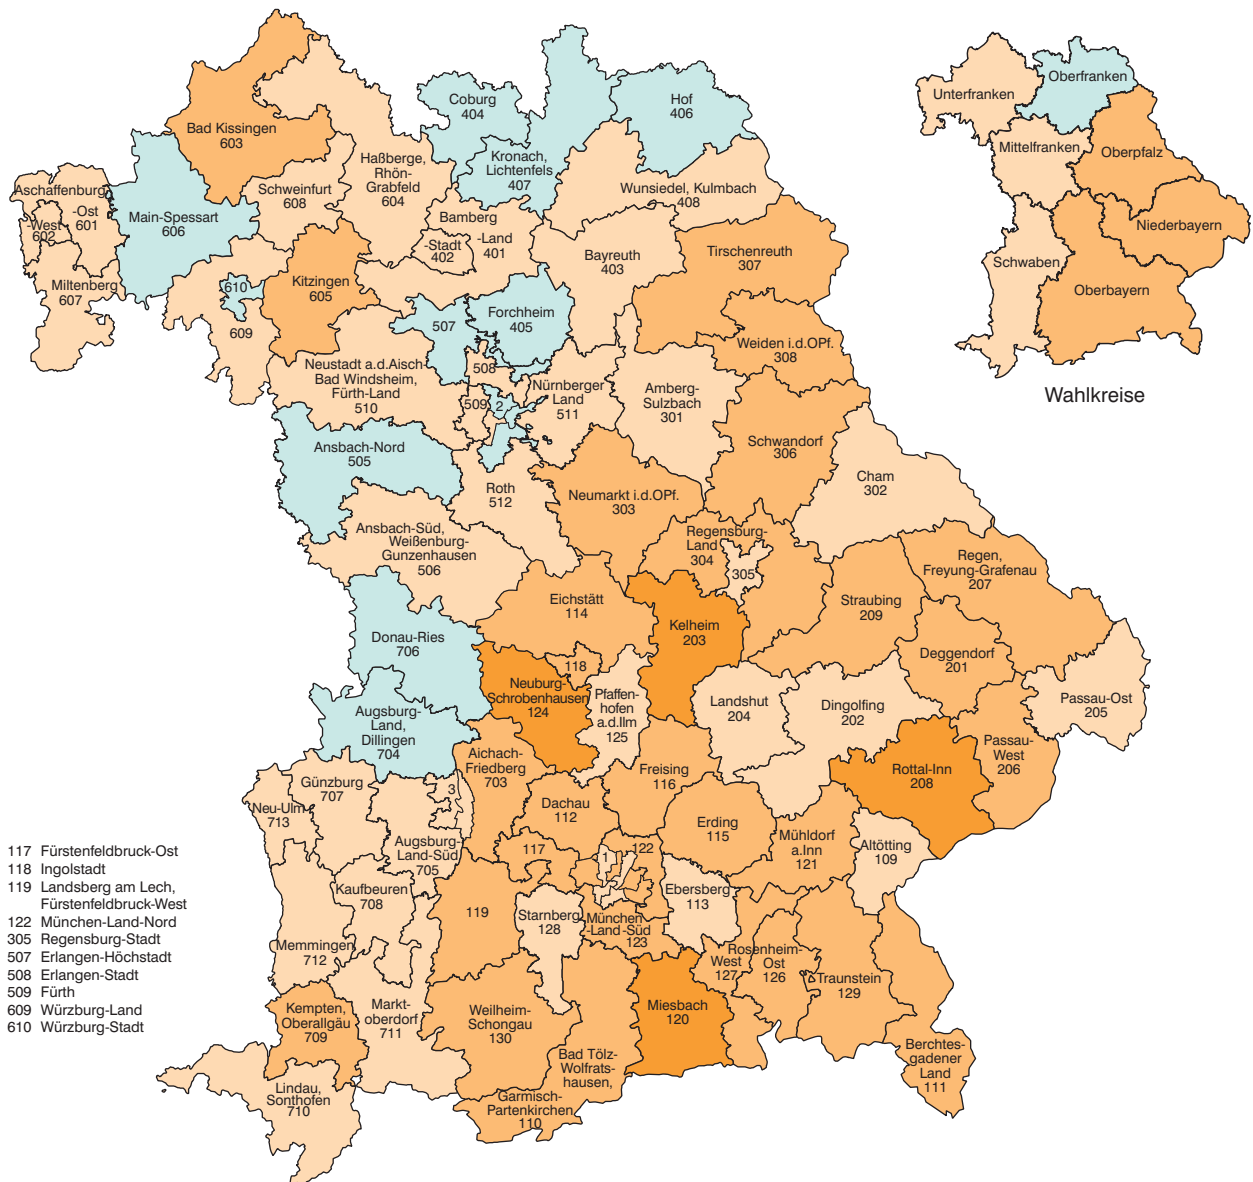 Coburg
404
Hof
406
Bad Kissingen
603
Kronach,
Lichtenfels
407
Haßberge,
Rhön-
Grabfeld
604
Wunsiedel, Kulmbach
408
Aschaffenburg
-Ost
601
-West
602
Main-Spessart
606
Schweinfurt
608
Bamberg
-Land
401
-Stadt
402
Bayreuth
403
Tirschenreuth
307
Miltenberg
607
610
Kitzingen
605
609
507
Forchheim
405
Weiden i.d.OPf.
308
Neustadt a.d.Aisch-
Bad Windsheim,
Fürth-Land
510
508
509
2
Nürnberger
Land
511
Amberg-
Sulzbach
301
Ansbach-Nord
505
Schwandorf
306
Cham
302
Roth
512
Neumarkt i.d.OPf.
303
Ansbach-Süd,
Weißenburg-
Gunzenhausen
506
Regensburg-
Land
304
305
Regen,
Freyung-Grafenau
207
Eichstätt
114
Kelheim
203
Straubing
209
Donau-Ries
706
Deggendorf
201
118
Neuburg-
Schrobenhausen
124
Pfaffen-
hofen
a.d.Ilm
125
Landshut
204
Dingolfing
202
Passau-Ost
205
Augsburg-
Land,
Dillingen
704
Aichach-
Friedberg
703
Freising
116
Rottal-Inn
208
Passau-
West
206
Günzburg
707
Neu-Ulm
713
3
Dachau
112
Erding
115
Mühldorf
a.Inn
121
Altötting
109
Augsburg-
Land-Süd
705
117
1
122
Kaufbeuren
708
119
Starnberg
128
Ebersberg
113
München
-Land-Süd
123
Memmingen
712
West
127
Rosenheim-
Ost
126
Traunstein
129
Kempten,
Oberallgäu
709
Markt-
oberdorf
711
Weilheim-
Schongau
130
Miesbach
120
Bad Tölz-
Wolfrats-
hausen,
Garmisch-
Partenkirchen
110
Berchtes-
gadener
Land
111
Lindau,
Sonthofen
710
Unterfranken
Oberfranken
Mittelfranken
Oberpfalz
Niederbayern
Schwaben
Oberbayern
Wahlkreise
117 Fürstenfeldbruck-Ost
118 Ingolstadt
119 Landsberg am Lech,
Fürstenfeldbruck-West
122 München-Land-Nord
305 Regensburg-Stadt
507 Erlangen-Höchstadt
508 Erlangen-Stadt
509 Fürth
609 Würzburg-Land
610 Würzburg-Stadt